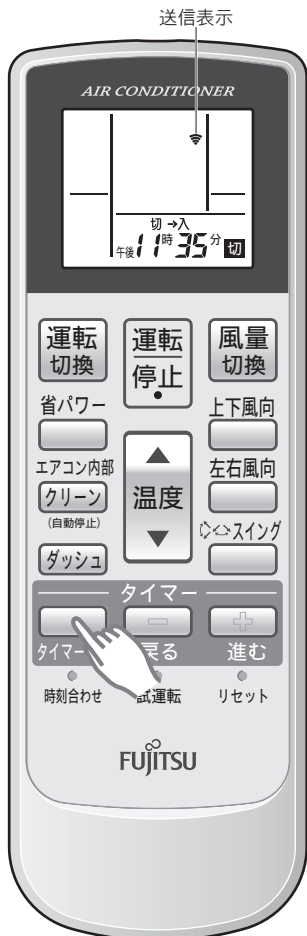 送信表示
AIR CONDITIONER
切 →入
午後 11時 35分 切
運転切換
運転停止
風量切換
省パワー
上下風向
エアコン内部
クリーン
(自動停止)
温度
左右風向
スイング
ダッシュ
タイマー
タイマー
戻る
進む
時刻合わせ
試運転
リセット
FUJITSU